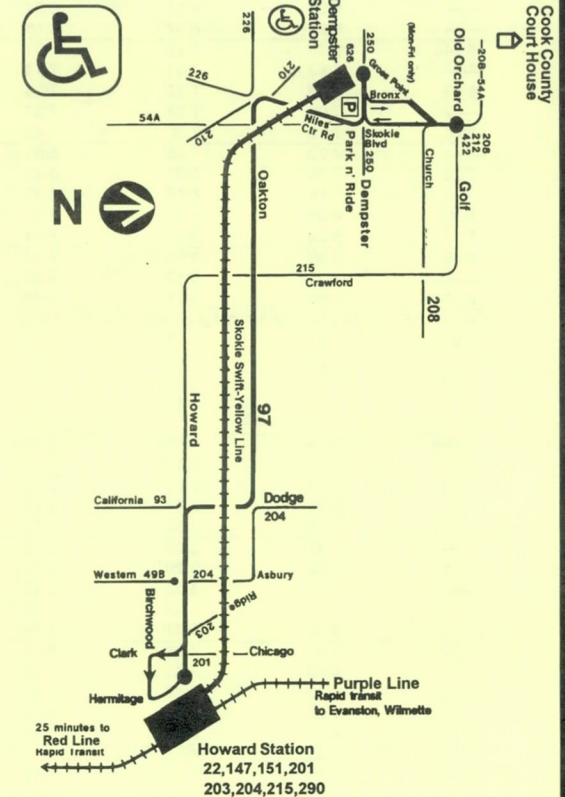 Cook County
Court House
208-54A
Old Orchard
208
212
422
(Mon-Fri only)
Gross Point
250
Dempster
Station
626
Bronx
P
Skokie
Blvd
250
Dempster
Park n' Ride
Niles
Ctr Rd
Church
Golf
226
226
210
210
54A
N
Oakton
215
Crawford
208
Skokie Swift-Yellow Line
97
Howard
California 93
Dodge
204
Western 49B
204
Asbury
Birchwood
Ridge
203
Clark
201
Chicago
Hermitage
Purple Line
Rapid transit
to Evanston, Wilmette
25 minutes to
Red Line
Rapid Transit
Howard Station
22,147,151,201
203,204,215,290